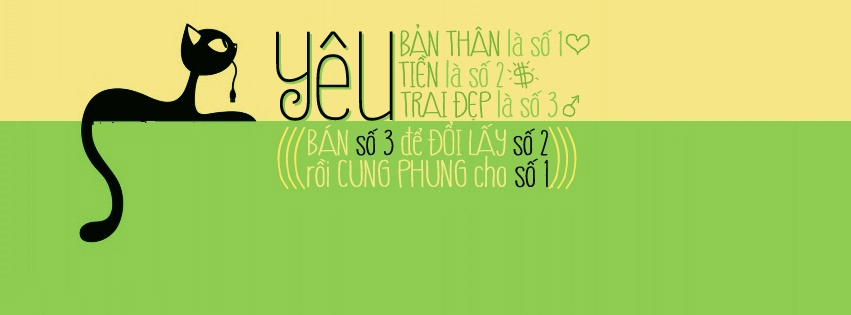 yêu
BẢN THÂN là số 1
TIỀN là số 2 $
TRAI ĐẸP là số 3 ♂
(((BÁN số 3 để ĐỔI LẤY số 2
rồi CUNG PHỤNG cho số 1)))